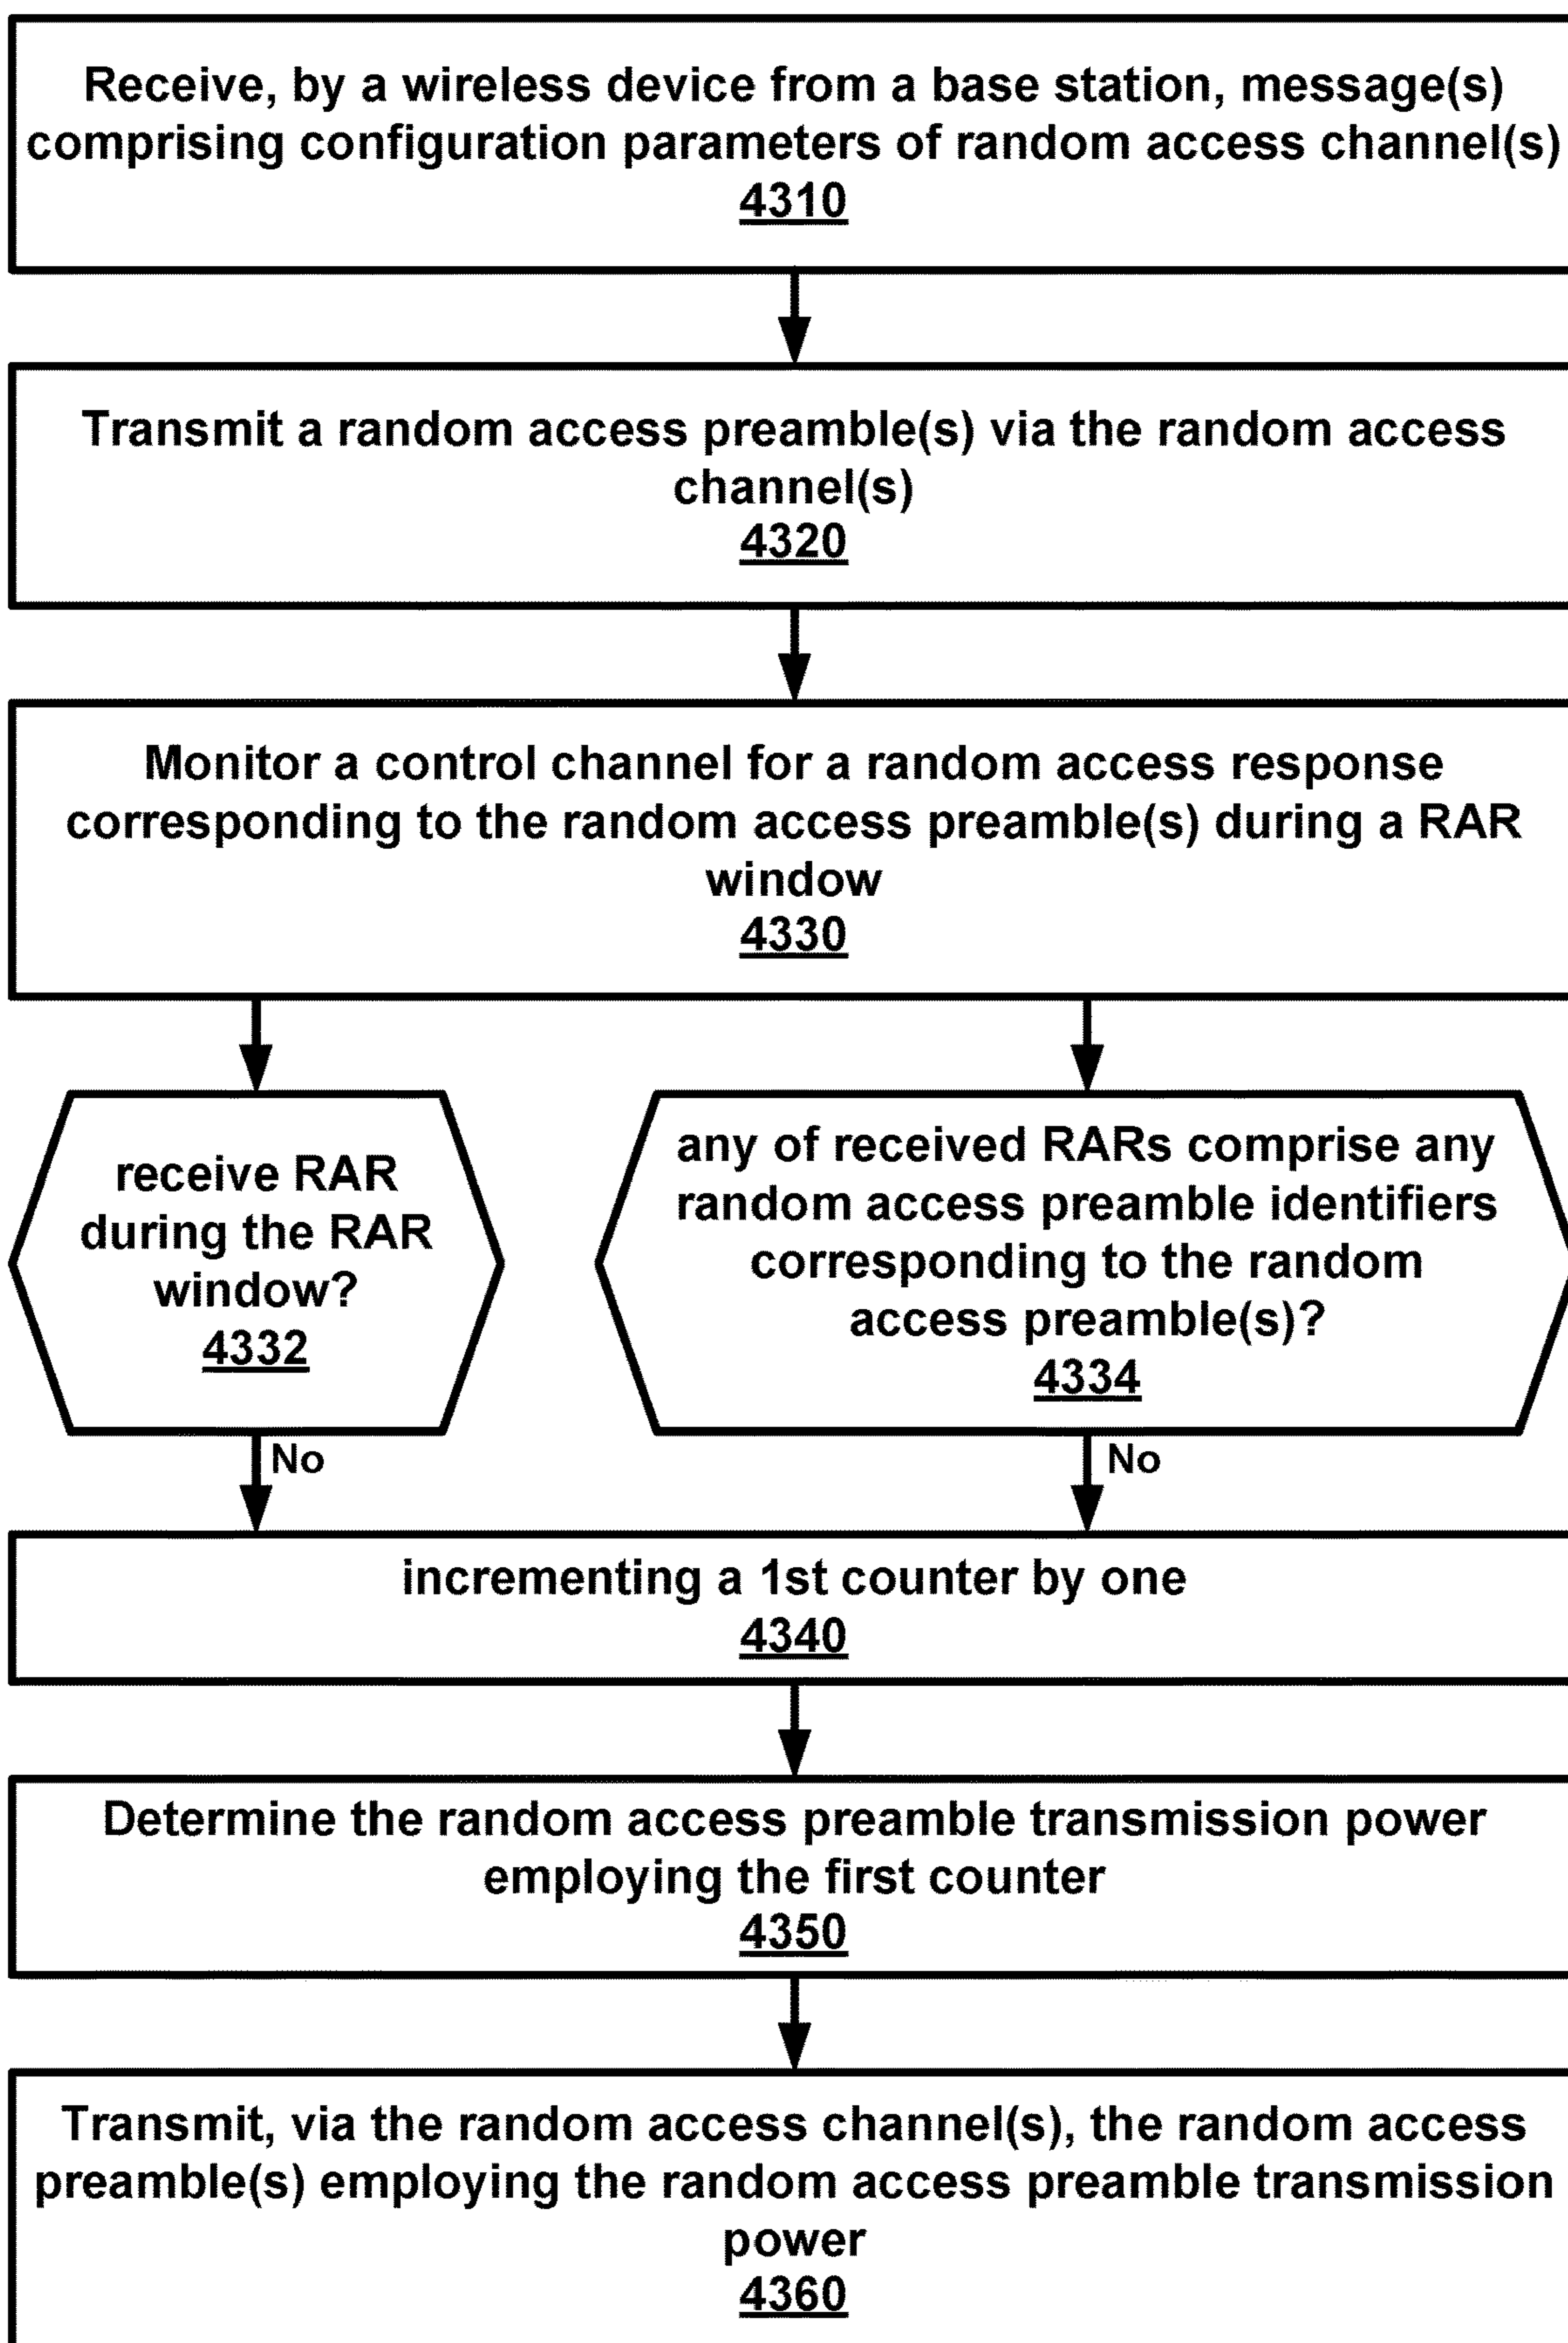 Receive, by a wireless device from a base station, message(s)
comprising configuration parameters of random access channel(s)
4310
Transmit a random access preamble(s) via the random access
channel(s)
4320
Monitor a control channel for a random access response
corresponding to the random access preamble(s) during a RAR
window
4330
receive RAR
during the RAR
window?
4332
any of received RARs comprise any
random access preamble identifiers
corresponding to the random
access preamble(s)?
4334
No
No
incrementing a 1st counter by one
4340
Determine the random access preamble transmission power
employing the first counter
4350
Transmit, via the random access channel(s), the random access
preamble(s) employing the random access preamble transmission
power
4360